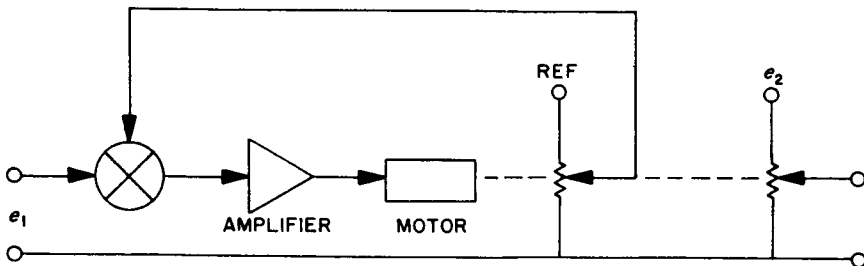 REF
e2
e1
AMPLIFIER
MOTOR